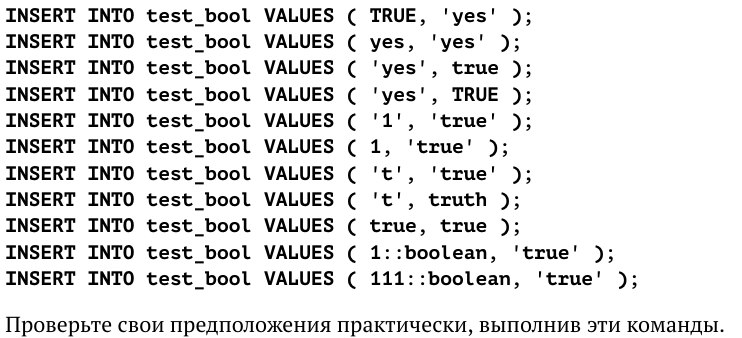 INSERT INTO test_bool VALUES ( TRUE, 'yes' );
INSERT INTO test_bool VALUES ( yes, 'yes' );
INSERT INTO test_bool VALUES ( 'yes', true );
INSERT INTO test_bool VALUES ( 'yes', TRUE );
INSERT INTO test_bool VALUES ( '1', 'true' );
INSERT INTO test_bool VALUES ( 1, 'true' );
INSERT INTO test_bool VALUES ( 't', 'true' );
INSERT INTO test_bool VALUES ( 't', truth );
INSERT INTO test_bool VALUES ( true, true );
INSERT INTO test_bool VALUES ( 1::boolean, 'true' );
INSERT INTO test_bool VALUES ( 111::boolean, 'true' );
Проверьте свои предположения практически, выполнив эти команды.